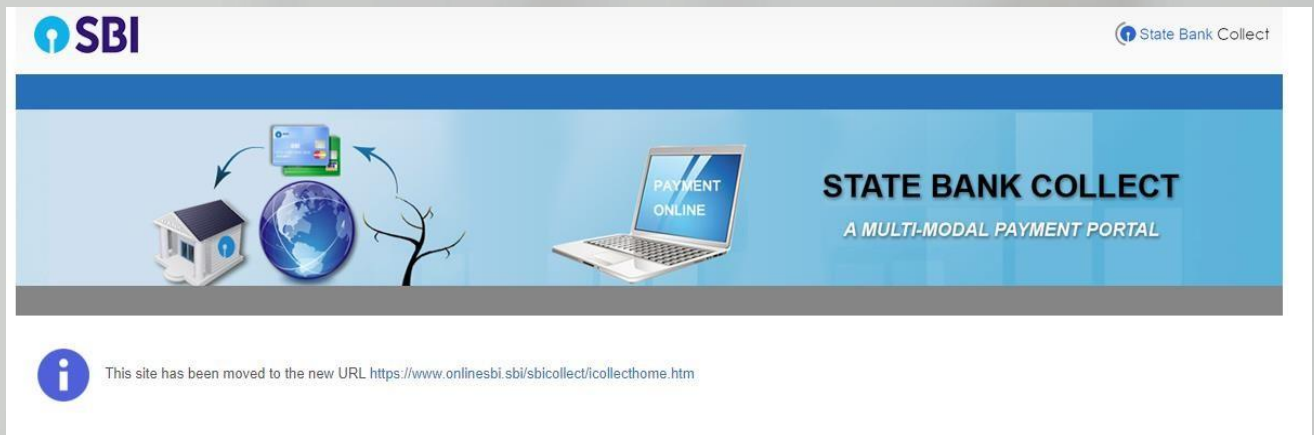 SBI
State Bank Collect
PAYMENT
ONLINE
STATE BANK COLLECT
A MULTI-MODAL PAYMENT PORTAL
This site has been moved to the new URL https://www.onlinesbi.sbi/sbicollect/icollecthome.htm